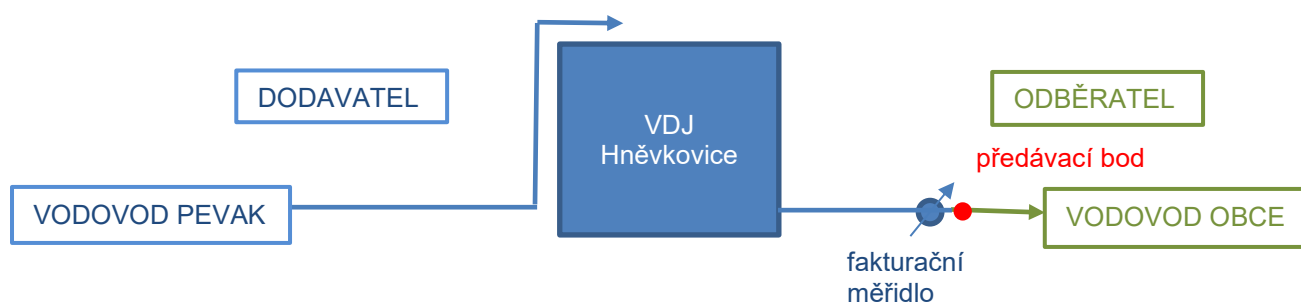 DODAVATEL
VDJ
Hněvkovice
ODBĚRATEL
předávací bod
VODOVOD PEVAK
VODOVOD OBCE
fakturační
měřidlo